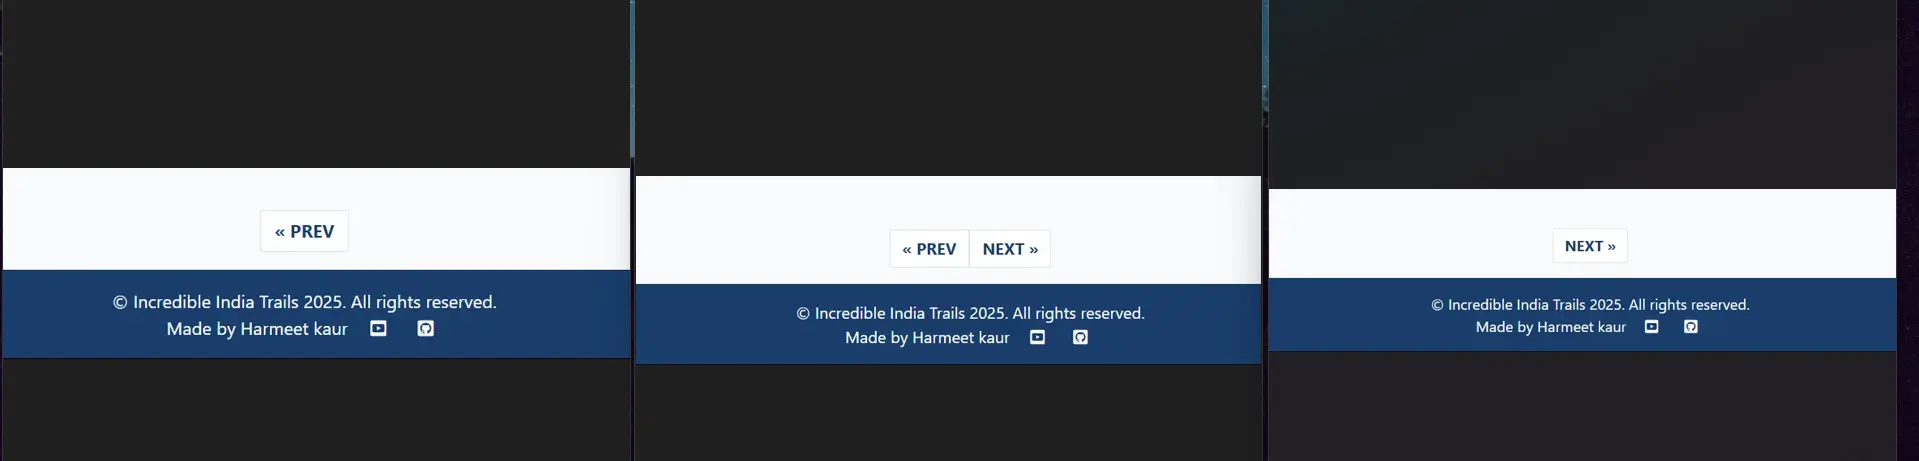 « PREV
© Incredible India Trails 2025. All rights reserved.
Made by Harmeet kaur
« PREV NEXT »
© Incredible India Trails 2025. All rights reserved.
Made by Harmeet kaur
NEXT »
© Incredible India Trails 2025. All rights reserved.
Made by Harmeet kaur